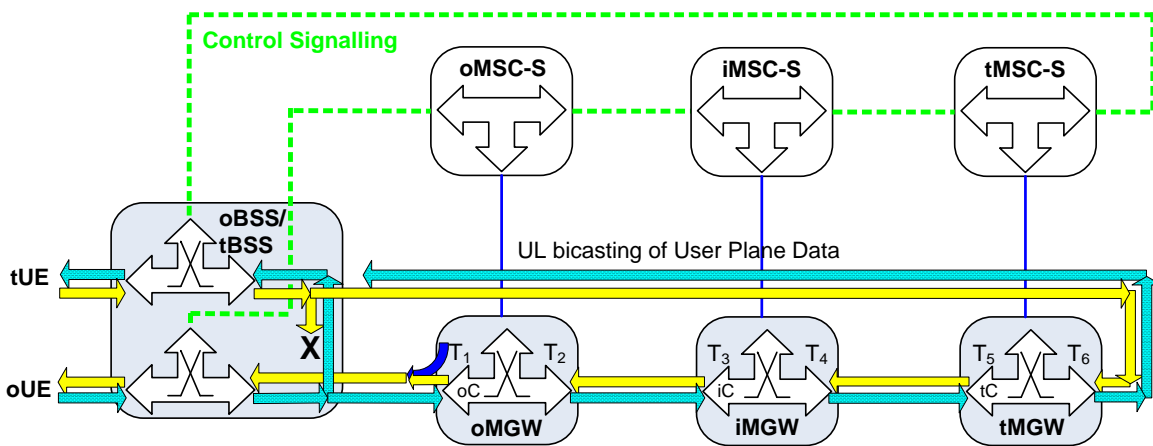 Control Signalling
oMSC-S
iMSC-S
tMSC-S
oBSS/
tBSS
UL bicasting of User Plane Data
tUE
X
T1
T2
T3
T4
T5
T6
oUE
oC
iC
tC
oMGW
iMGW
tMGW